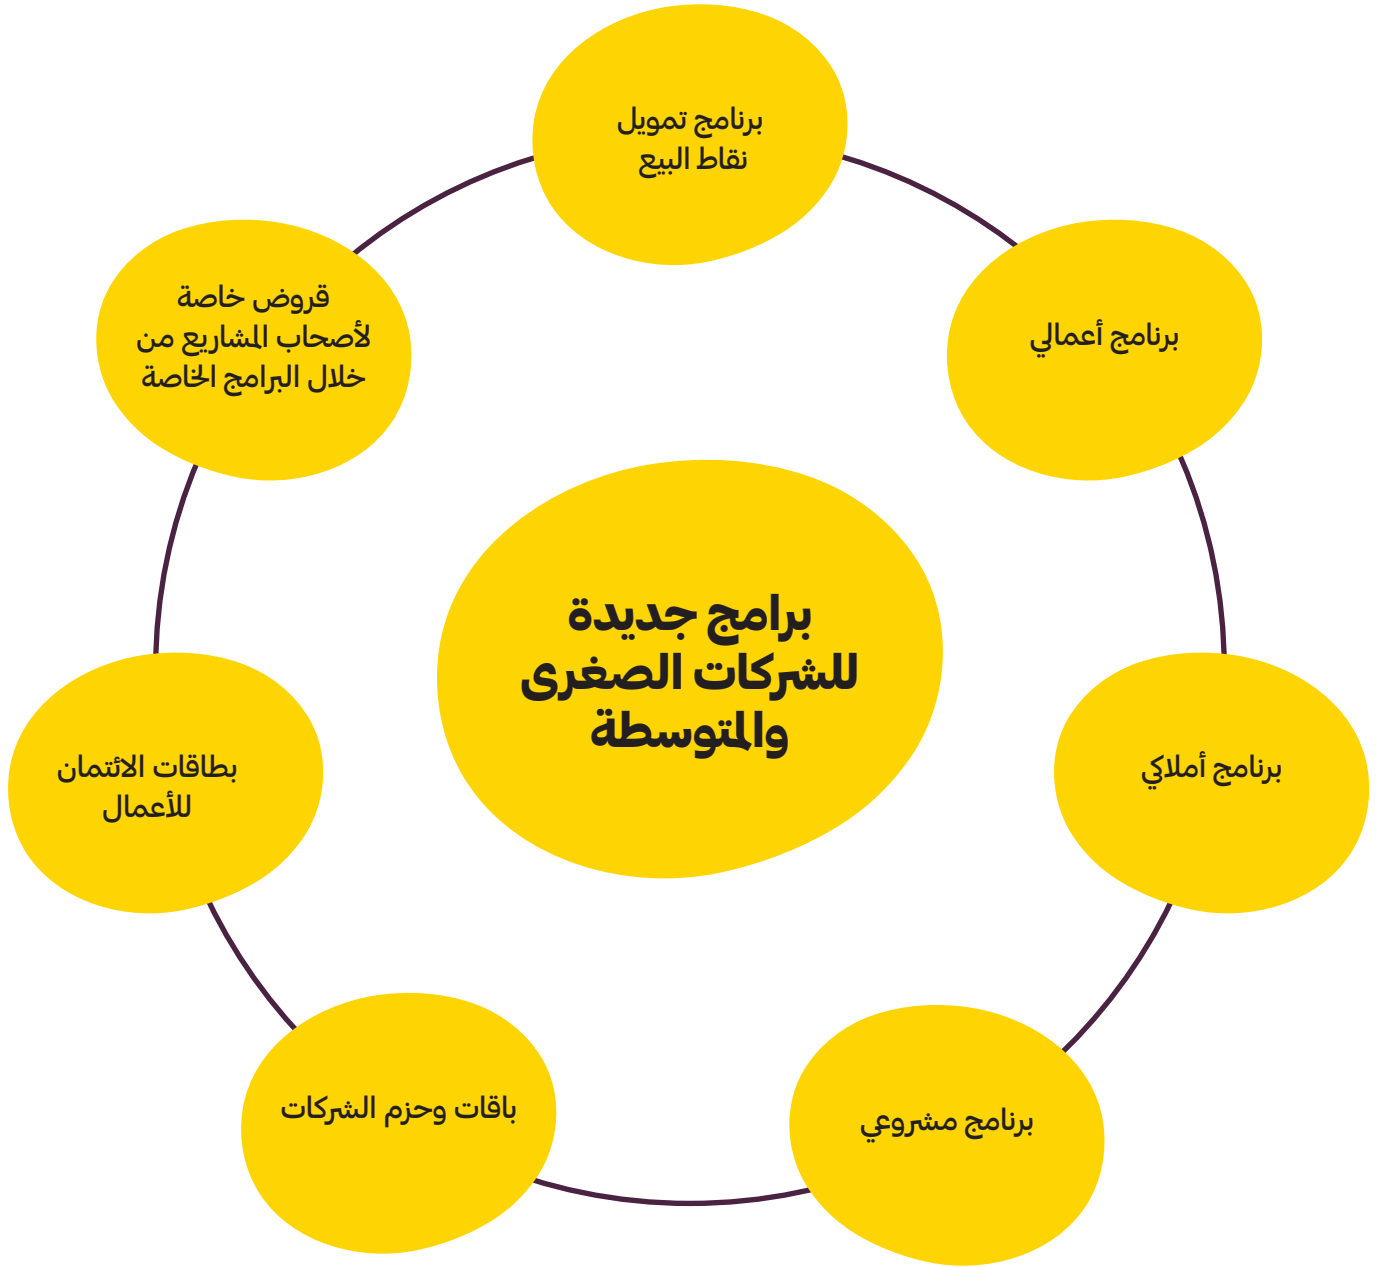 برنامج تمويل
نقاط البيع
برنامج أعمالي
برنامج أملاكي
برنامج مشروعي
باقات وحزم الشركات
بطاقات الائتمان
للأعمال
قروض خاصة
لأصحاب المشاريع من
خلال البرامج الخاصة
برامج جديدة
للشركات الصغرى
والمتوسطة